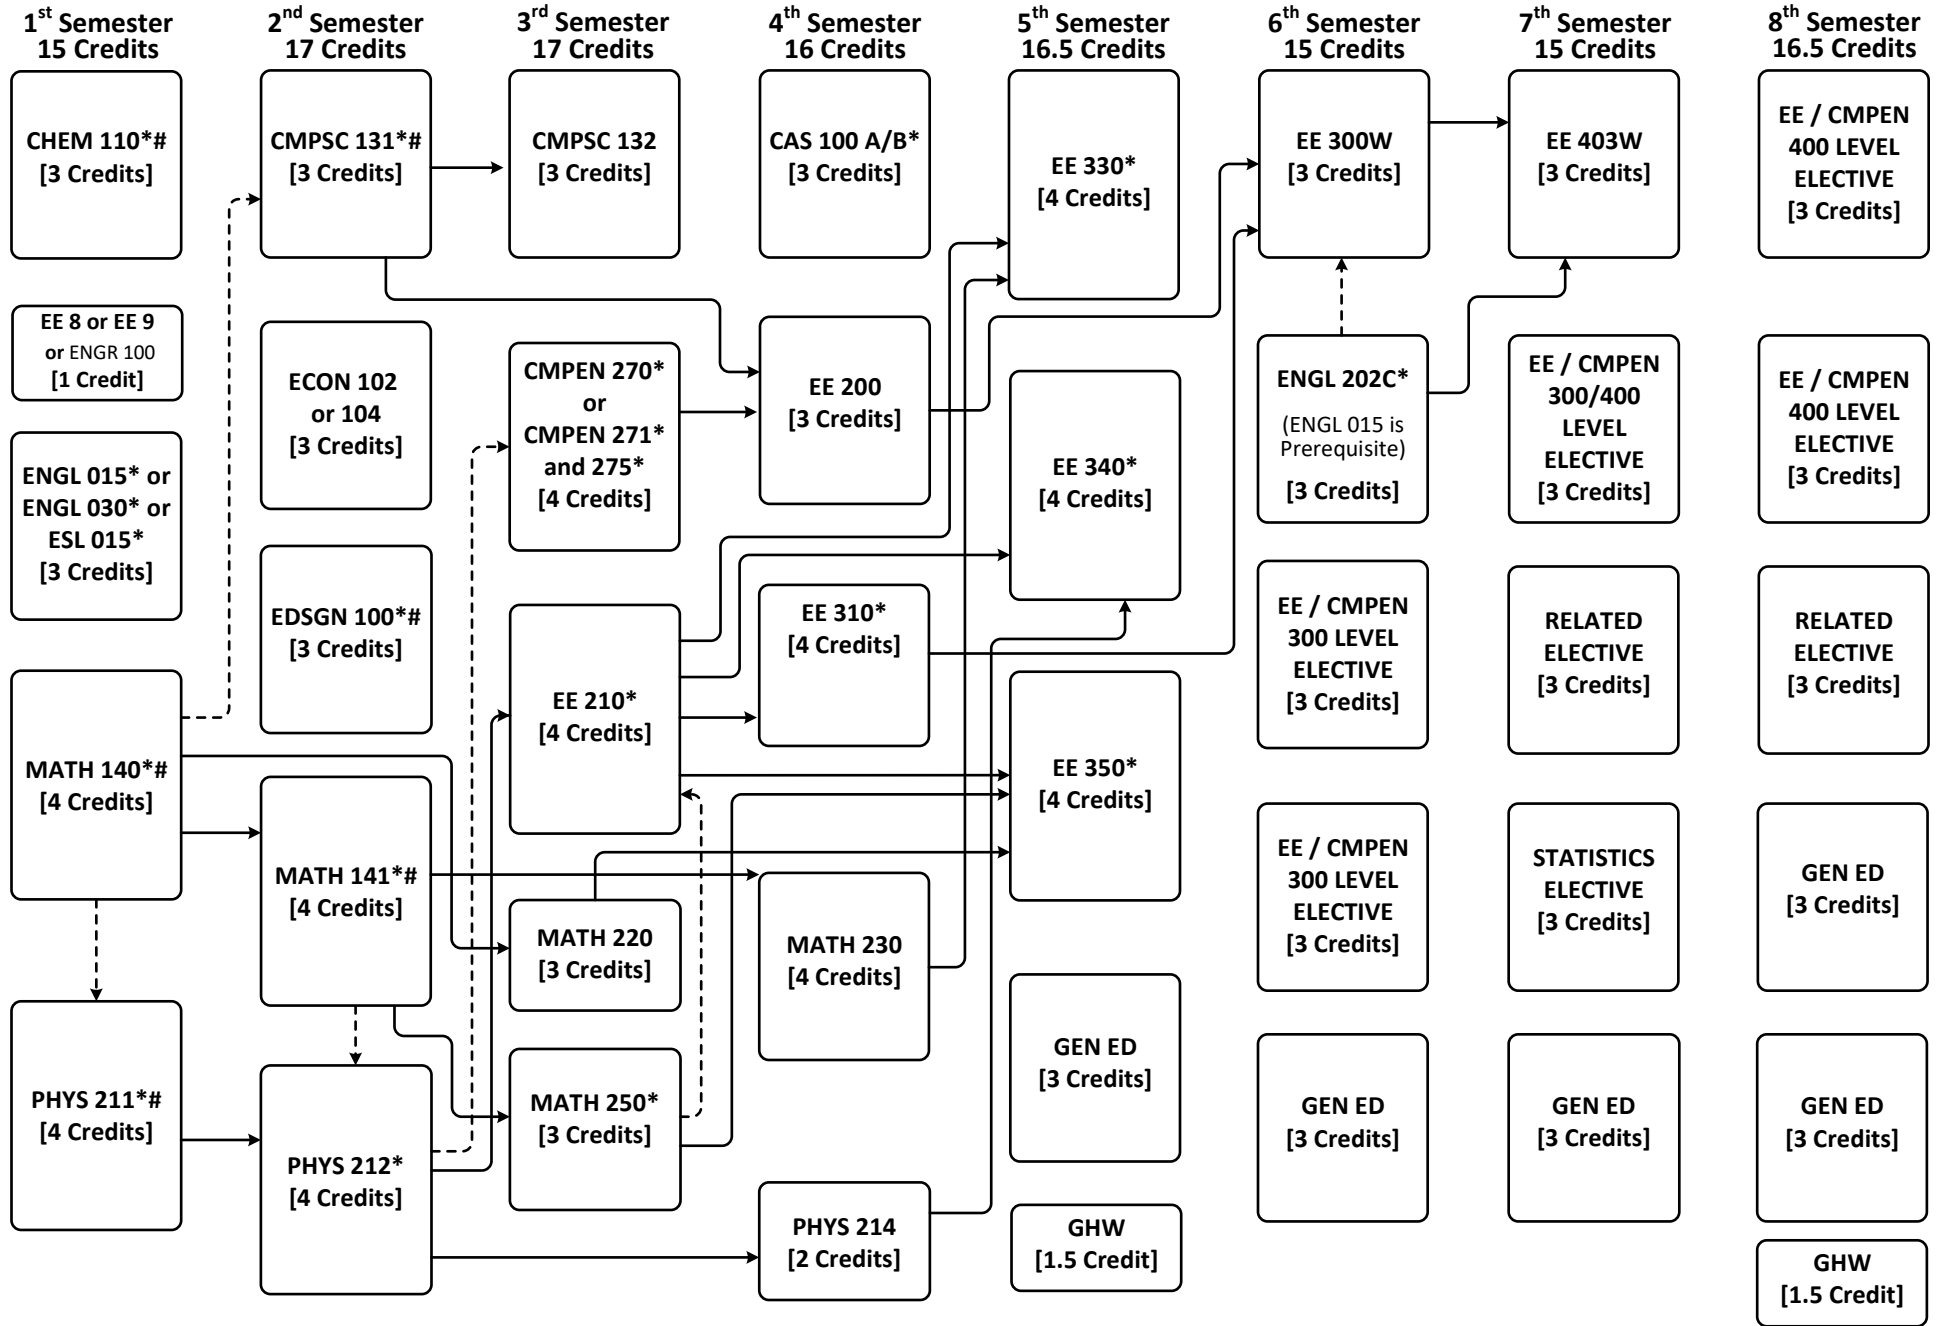 1st Semester
15 Credits
CHEM 110*#
[3 Credits]
EE 8 or EE 9
or ENGR 100
[1 Credit]
ENGL 015* or
ENGL 030* or
ESL 015*
[3 Credits]
MATH 140*#
[4 Credits]
PHYS 211*#
[4 Credits]
2nd Semester
17 Credits
CMPSC 131*#
[3 Credits]
ECON 102
or 104
[3 Credits]
EDSGN 100*#
[3 Credits]
MATH 141*#
[4 Credits]
PHYS 212*
[4 Credits]
3rd Semester
17 Credits
CMPSC 132
[3 Credits]
CMPEN 270*
or
CMPEN 271*
and 275*
[4 Credits]
EE 210*
[4 Credits]
MATH 220
[3 Credits]
MATH 250*
[3 Credits]
4th Semester
16 Credits
CAS 100 A/B*
[3 Credits]
EE 200
[3 Credits]
EE 310*
[4 Credits]
MATH 230
[4 Credits]
PHYS 214
[2 Credits]
5th Semester
16.5 Credits
EE 330*
[4 Credits]
EE 340*
[4 Credits]
EE 350*
[4 Credits]
GEN ED
[3 Credits]
GHW
[1.5 Credit]
6th Semester
15 Credits
EE 300W
[3 Credits]
ENGL 202C*
(ENGL 015 is
Prerequisite)
[3 Credits]
EE / CMPEN
300 LEVEL
ELECTIVE
[3 Credits]
EE / CMPEN
300 LEVEL
ELECTIVE
[3 Credits]
GEN ED
[3 Credits]
7th Semester
15 Credits
EE 403W
[3 Credits]
EE / CMPEN
300/400
LEVEL
ELECTIVE
[3 Credits]
RELATED
ELECTIVE
[3 Credits]
STATISTICS
ELECTIVE
[3 Credits]
GEN ED
[3 Credits]
8th Semester
16.5 Credits
EE / CMPEN
400 LEVEL
ELECTIVE
[3 Credits]
EE / CMPEN
400 LEVEL
ELECTIVE
[3 Credits]
RELATED
ELECTIVE
[3 Credits]
GEN ED
[3 Credits]
GEN ED
[3 Credits]
GHW
[1.5 Credit]